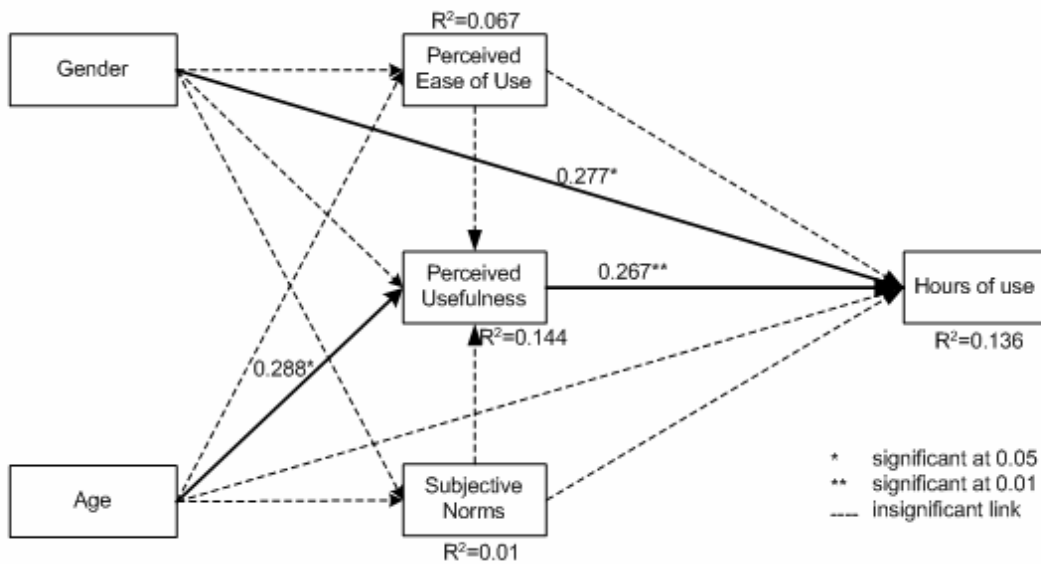 R²=0.067
Gender
Perceived
Ease of Use
0.277*
Perceived
Usefulness
0.267**
Hours of use
R²=0.144
R²=0.136
0.288*
Age
Subjective
Norms
R²=0.01
* significant at 0.05
** significant at 0.01
---- insignificant link